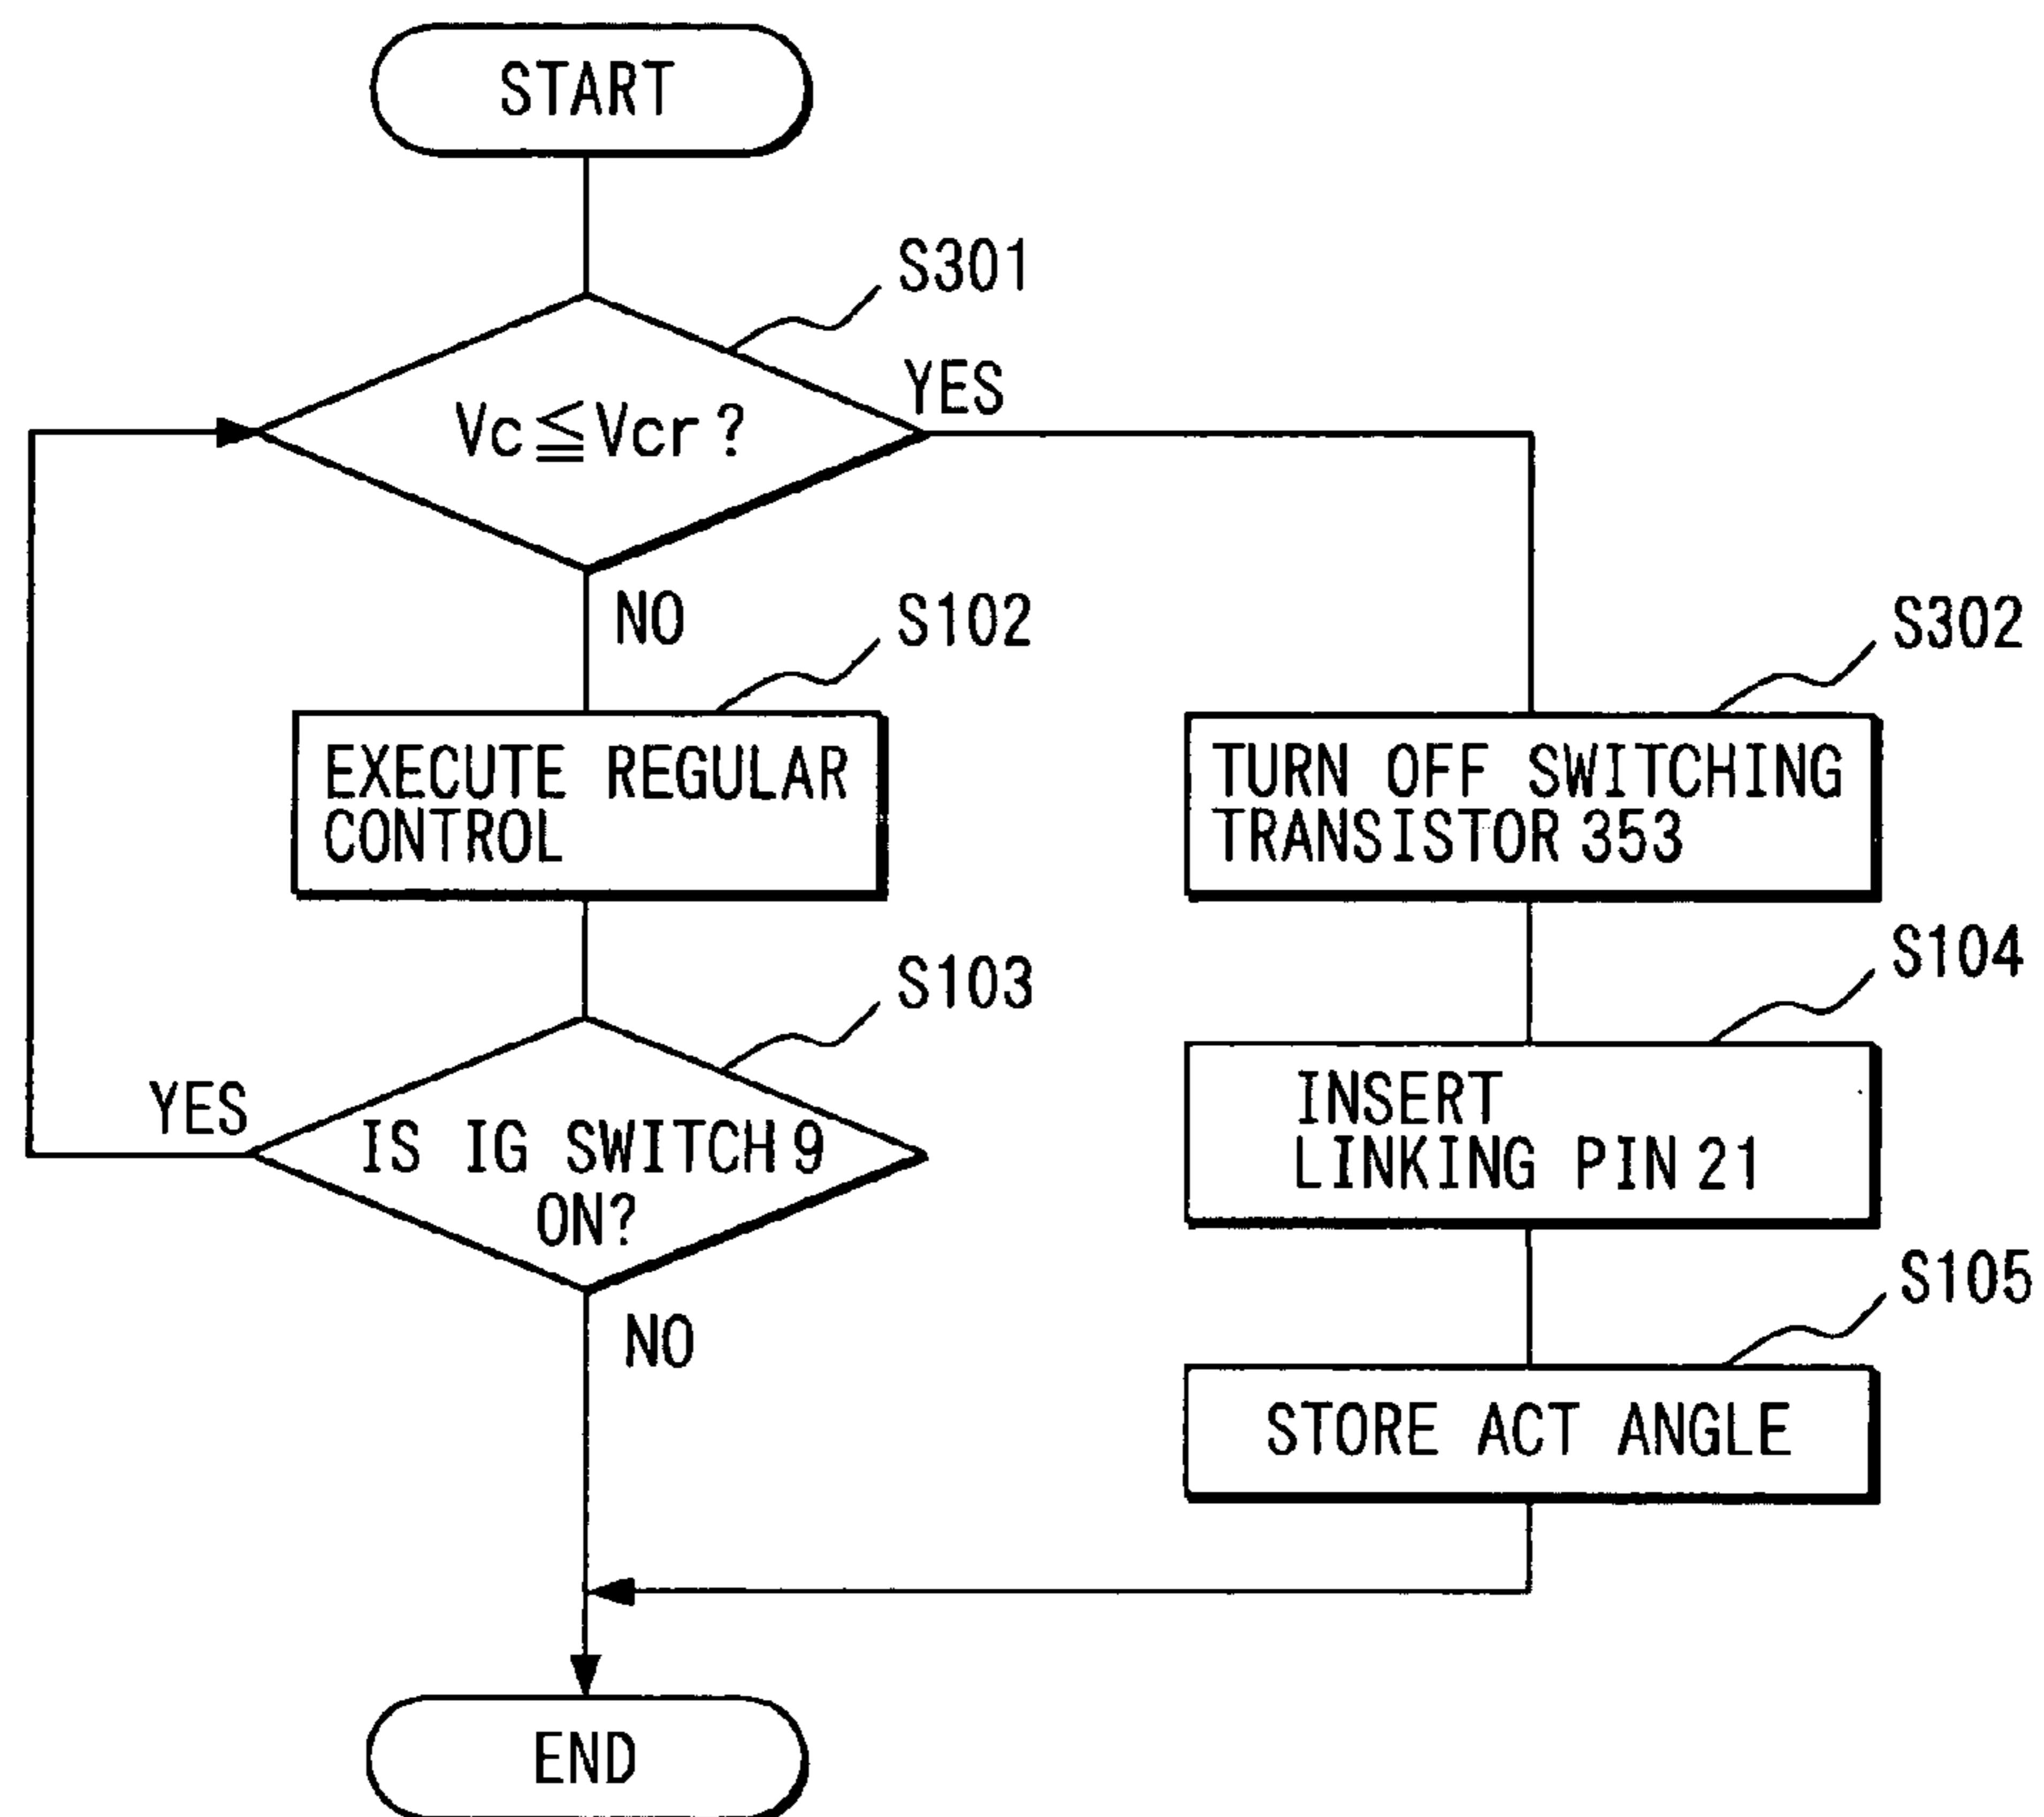 START
S301
YES
Vc≦Vcr?
NO
S102
S302
EXECUTE REGULAR
CONTROL
TURN OFF SWITCHING
TRANSISTOR 353
S103
S104
YES
IS IG SWITCH 9
ON?
INSERT
LINKING PIN 21
NO
S105
STORE ACT ANGLE
END